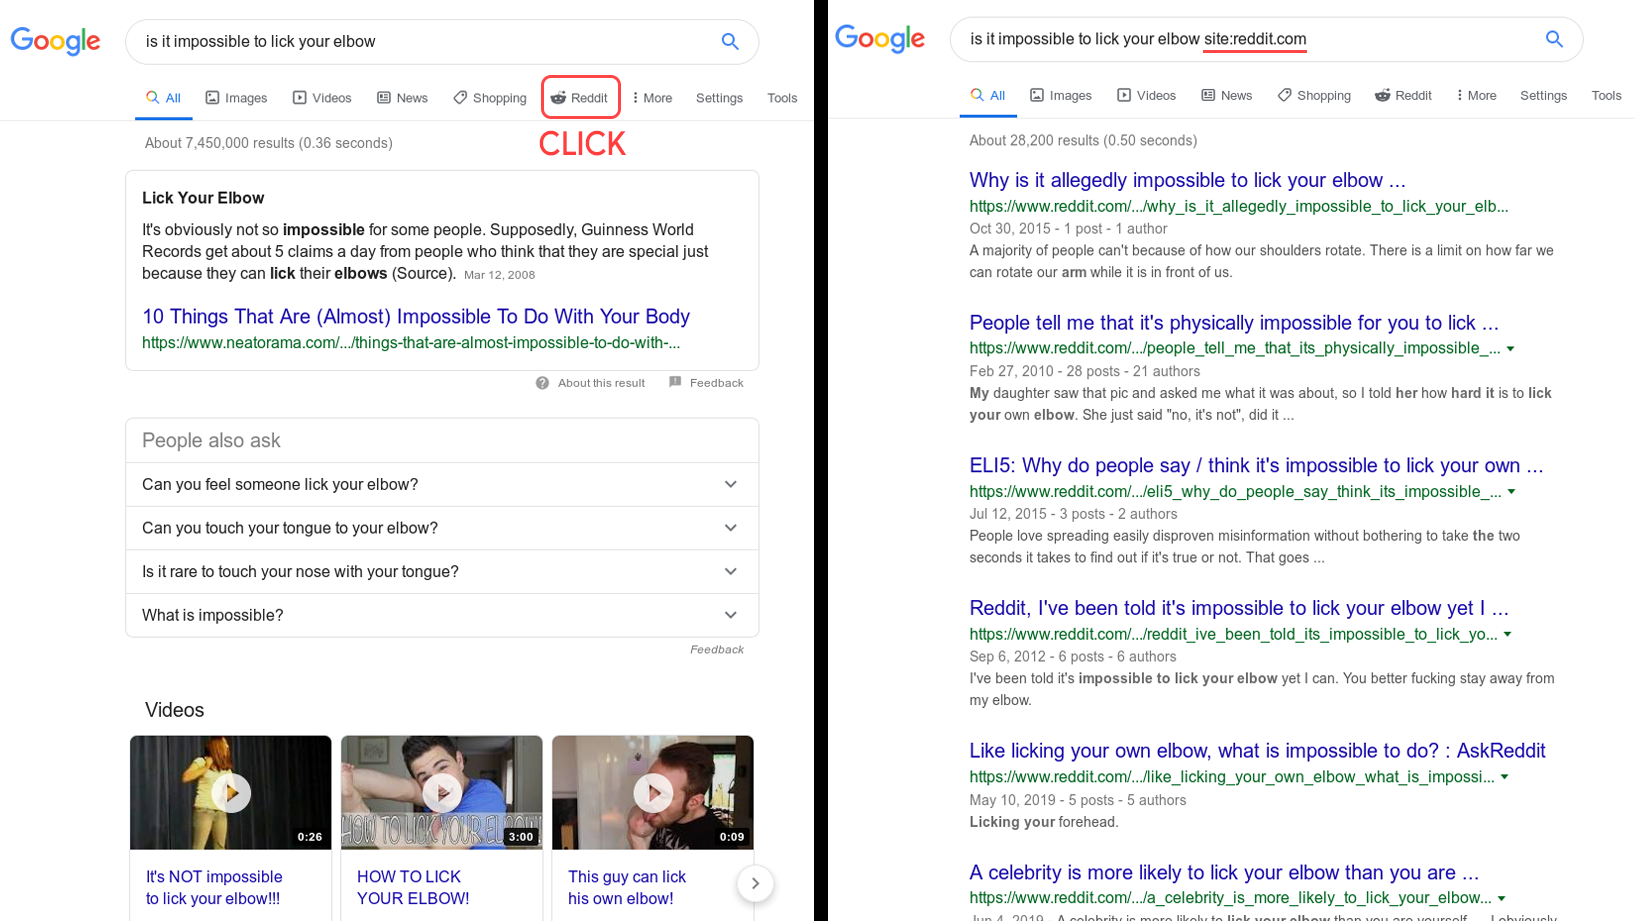 Google
is it impossible to lick your elbow
All
Images
Videos
News
Shopping
Reddit
More
Settings
Tools
CLICK
About 7,450,000 results (0.36 seconds)
Lick Your Elbow
It's obviously not so impossible for some people. Supposedly, Guinness World
Records get about 5 claims a day from people who think that they are special just
because they can lick their elbows (Source). Mar 12, 2008
10 Things That Are (Almost) Impossible To Do With Your Body
https://www.neatorama.com/.../things-that-are-almost-impossible-to-do-with-...
About this result
Feedback
People also ask
Can you feel someone lick your elbow?
Can you touch your tongue to your elbow?
Is it rare to touch your nose with your tongue?
What is impossible?
Feedback
Videos
0:26
HOW TO LICK YOUR ELBOW!
3:00
0:09
It's NOT impossible
to lick your elbow!!!
HOW TO LICK
YOUR ELBOW!
This guy can lick
his own elbow!
Google
is it impossible to lick your elbow site:reddit.com
All
Images
Videos
News
Shopping
Reddit
More
Settings
Tools
About 28,200 results (0.50 seconds)
Why is it allegedly impossible to lick your elbow ...
https://www.reddit.com/.../why_is_it_allegedly_impossible_to_lick_your_elb...
Oct 30, 2015 - 1 post - 1 author
A majority of people can't because of how our shoulders rotate. There is a limit on how far we
can rotate our arm while it is in front of us.
People tell me that it's physically impossible for you to lick ...
https://www.reddit.com/.../people_tell_me_that_its_physically_impossible_...
Feb 27, 2010 - 28 posts - 21 authors
My daughter saw that pic and asked me what it was about, so I told her how hard it is to lick
your own elbow. She just said "no, it's not", did it ...
ELI5: Why do people say / think it's impossible to lick your own ...
https://www.reddit.com/.../eli5_why_do_people_say_think_its_impossible_...
Jul 12, 2015 - 3 posts - 2 authors
People love spreading easily disproven misinformation without bothering to take the two
seconds it takes to find out if it's true or not. That goes ...
Reddit, I've been told it's impossible to lick your elbow yet I ...
https://www.reddit.com/.../reddit_ive_been_told_its_impossible_to_lick_yo...
Sep 6, 2012 - 6 posts - 6 authors
I've been told it's impossible to lick your elbow yet I can. You better fucking stay away from
my elbow.
Like licking your own elbow, what is impossible to do? : AskReddit
https://www.reddit.com/.../like_licking_your_own_elbow_what_is_impossi...
May 10, 2019 - 5 posts - 5 authors
Licking your forehead.
A celebrity is more likely to lick your elbow than you are ...
https://www.reddit.com/.../a_celebrity_is_more_likely_to_lick_your_elbow...
Jun 4, 2019 - A celebrity is more likely to lick your elbow than you are yourself. ... I obviously